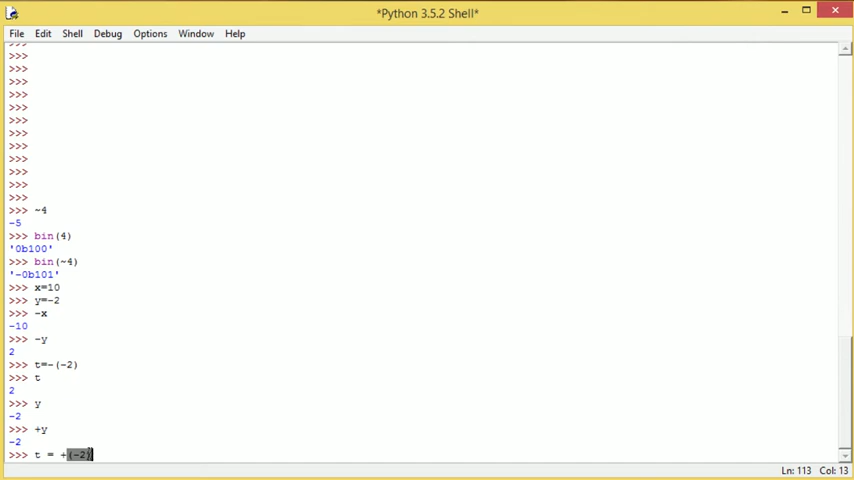 *Python 3.5.2 Shell*
File Edit Shell Debug Options Window Help
>>>
>>>
>>>
>>>
>>>
>>>
>>>
>>>
>>>
>>>
>>>
>>>
>>>
>>> ~4
-5
>>> bin(4)
'0b100'
>>> bin(~4)
'-0b101'
>>> x=10
>>> y=-2
>>> -x
-10
>>> -y
2
>>> t=-(-2)
>>> t
2
>>> y
-2
>>> +y
-2
>>> t = +(-2)
Ln: 113 Col: 13